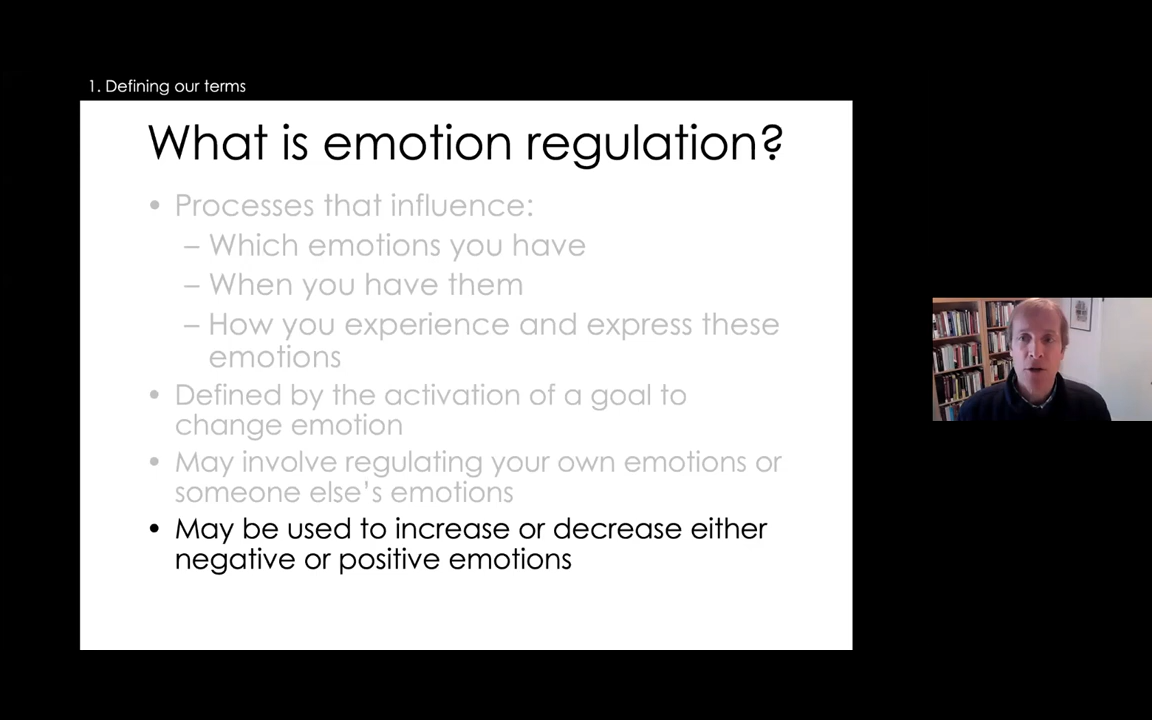 1. Defining our terms
What is emotion regulation?
• Processes that influence:
– Which emotions you have
– When you have them
– How you experience and express these
emotions
• Defined by the activation of a goal to
change emotion
• May involve regulating your own emotions or
someone else’s emotions
• May be used to increase or decrease either
negative or positive emotions